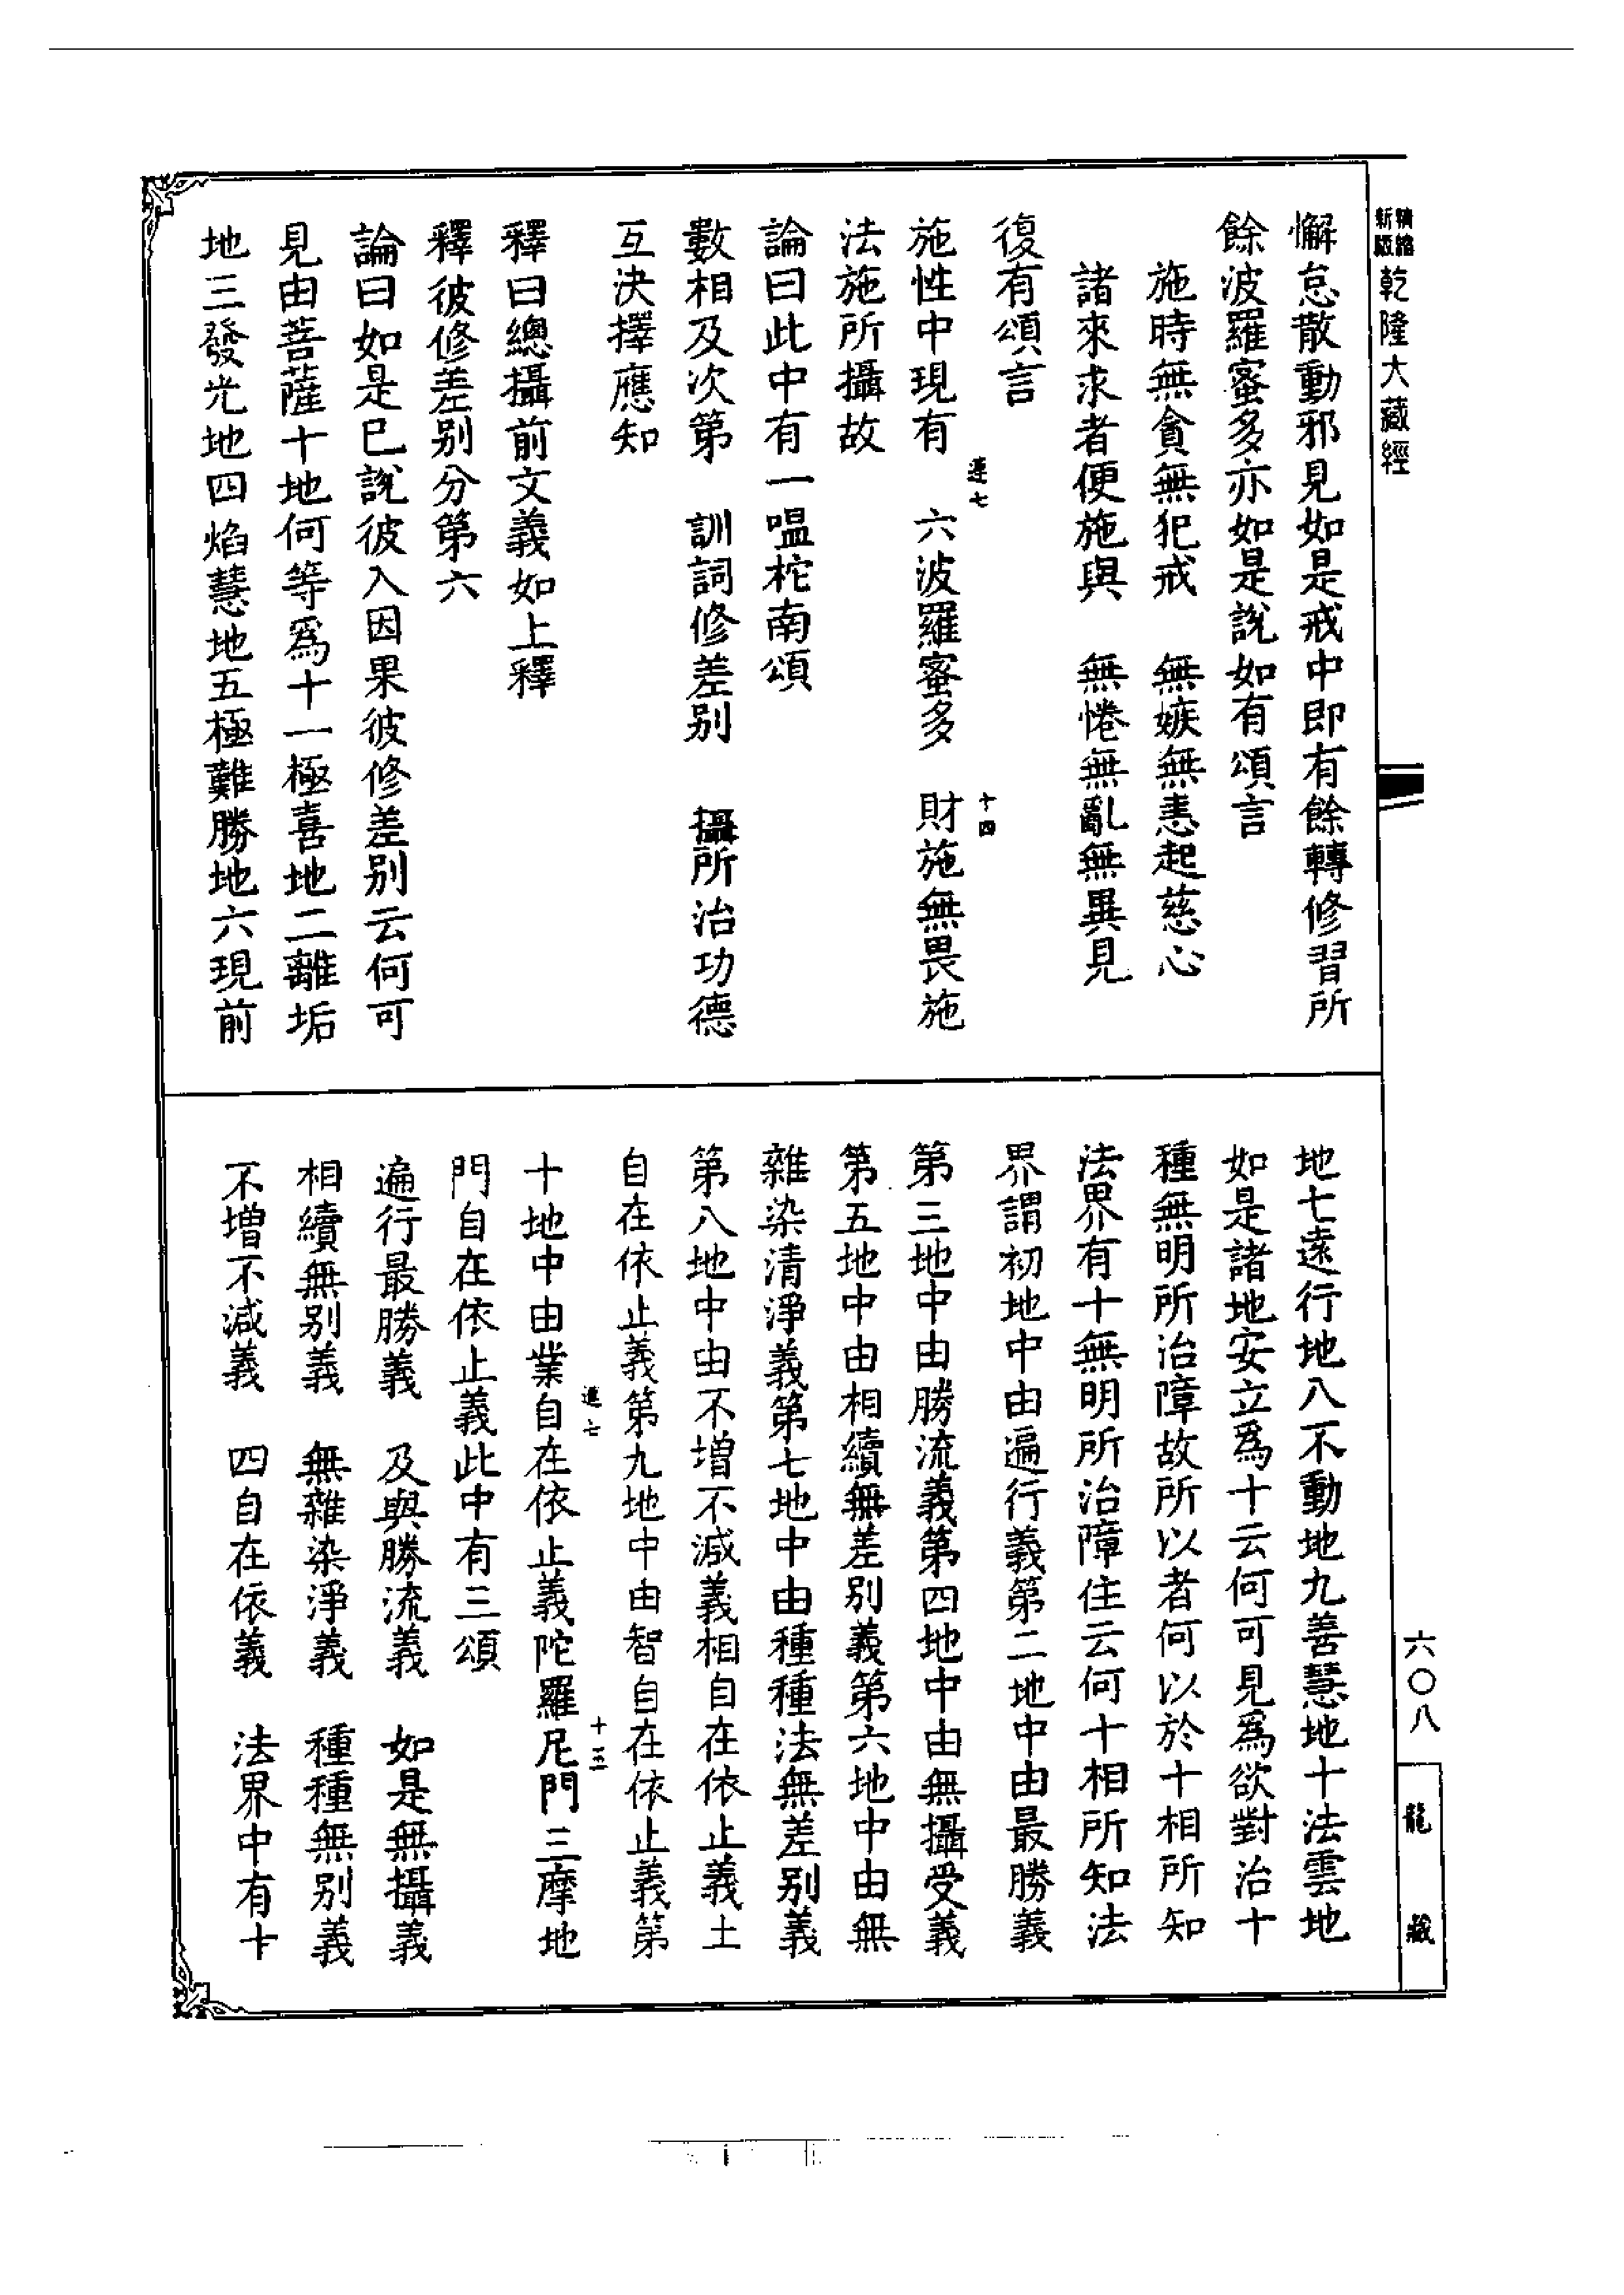 新版精縮
乾隆大藏經
懈怠散動邪見如是戒中即有餘轉修習所
餘波羅蜜多亦如是說如有頌言
施時無貪無犯戒　無嫉無恚起慈心
諸來求者便施與　無惓無亂無異見
復有頌言
施性中現有　六波羅蜜多　財施無畏施
法施所攝故
論曰此中有一嗢柁南頌
數相及次第　訓詞修差別　攝所治功德
互決擇應知
釋曰總攝前文義如上釋
釋彼修差別分第六
論曰如是已說彼入因果彼修差別云何可
見由菩薩十地何等為十一極喜地二離垢
地三發光地四焰慧地五極難勝地六現前
地七遠行地八不動地九善慧地十法雲地
如是諸地安立為十云何可見為欲對治十
種無明所治障故所以者何以於十相所知
法界有十無明所治障住云何十相所知法
界謂初地中由遍行義第二地中由最勝義
第三地中由勝流義第四地中由無攝受義
第五地中由相續無差別義第六地中由無
雜染清淨義第七地中由種種法無差別義
第八地中由不增不減義相自在依止義土
自在依止義第九地中由智自在依止義第
十地中由業自在依止義陀羅尼門三摩地
門自在依止義此中有三頌
遍行最勝義　及與勝流義　如是無攝義
相續無別義　無雜染淨義　種種無別義
不增不減義　四自在依義　法界中有十
連七
十四
連七
十三
六〇八
龍藏